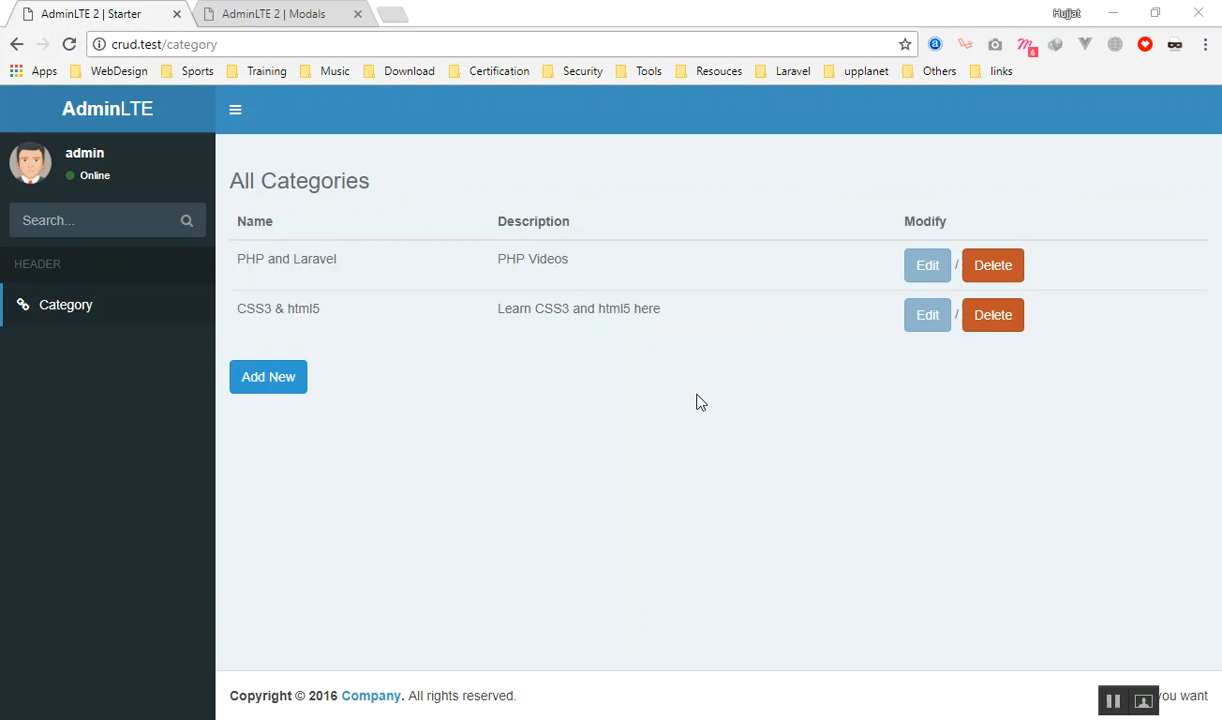 AdminLTE 2 | Starter
AdminLTE 2 | Modals
Hujjat
crud.test/category
6
Apps WebDesign Sports Training Music Download Certification Security Tools Resouces Laravel upplanet Others links
AdminLTE
admin
Online
Search...
HEADER
Category
All Categories
Name Description Modify
PHP and Laravel PHP Videos Edit / Delete
CSS3 & html5 Learn CSS3 and html5 here Edit / Delete
Add New
Copyright © 2016 Company. All rights reserved.
you want